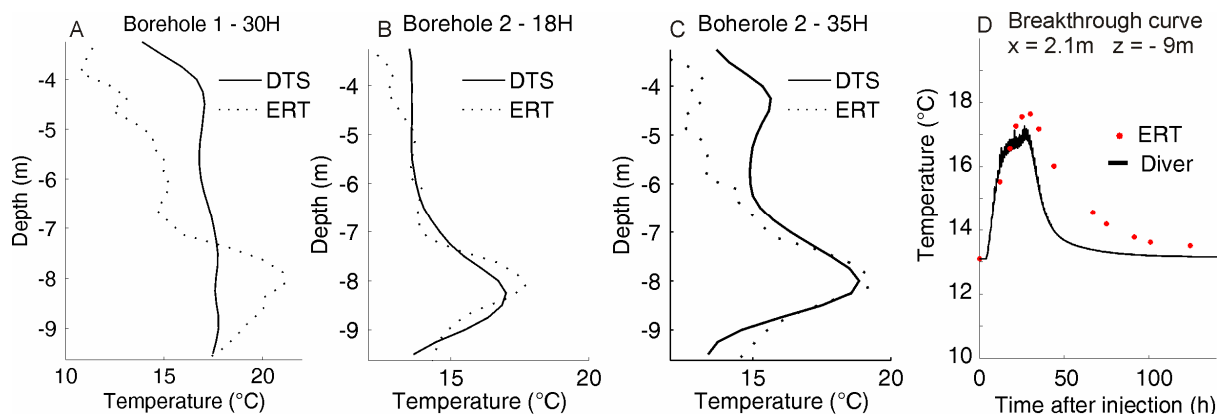 A
Borehole 1 - 30H
DTS
ERT
-4
-5
-6
-7
-8
-9
Depth (m)
10
15
20
Temperature (°C)
B
Borehole 2 - 18H
DTS
ERT
-4
-5
-6
-7
-8
-9
Depth (m)
15
20
Temperature (°C)
C
Boherole 2 - 35H
DTS
ERT
-4
-5
-6
-7
-8
-9
Depth (m)
15
20
Temperature (°C)
D
Breakthrough curve
x = 2.1m z = - 9m
ERT
Diver
18
16
14
12
10
Temperature (°C)
0
50
100
Time after injection (h)